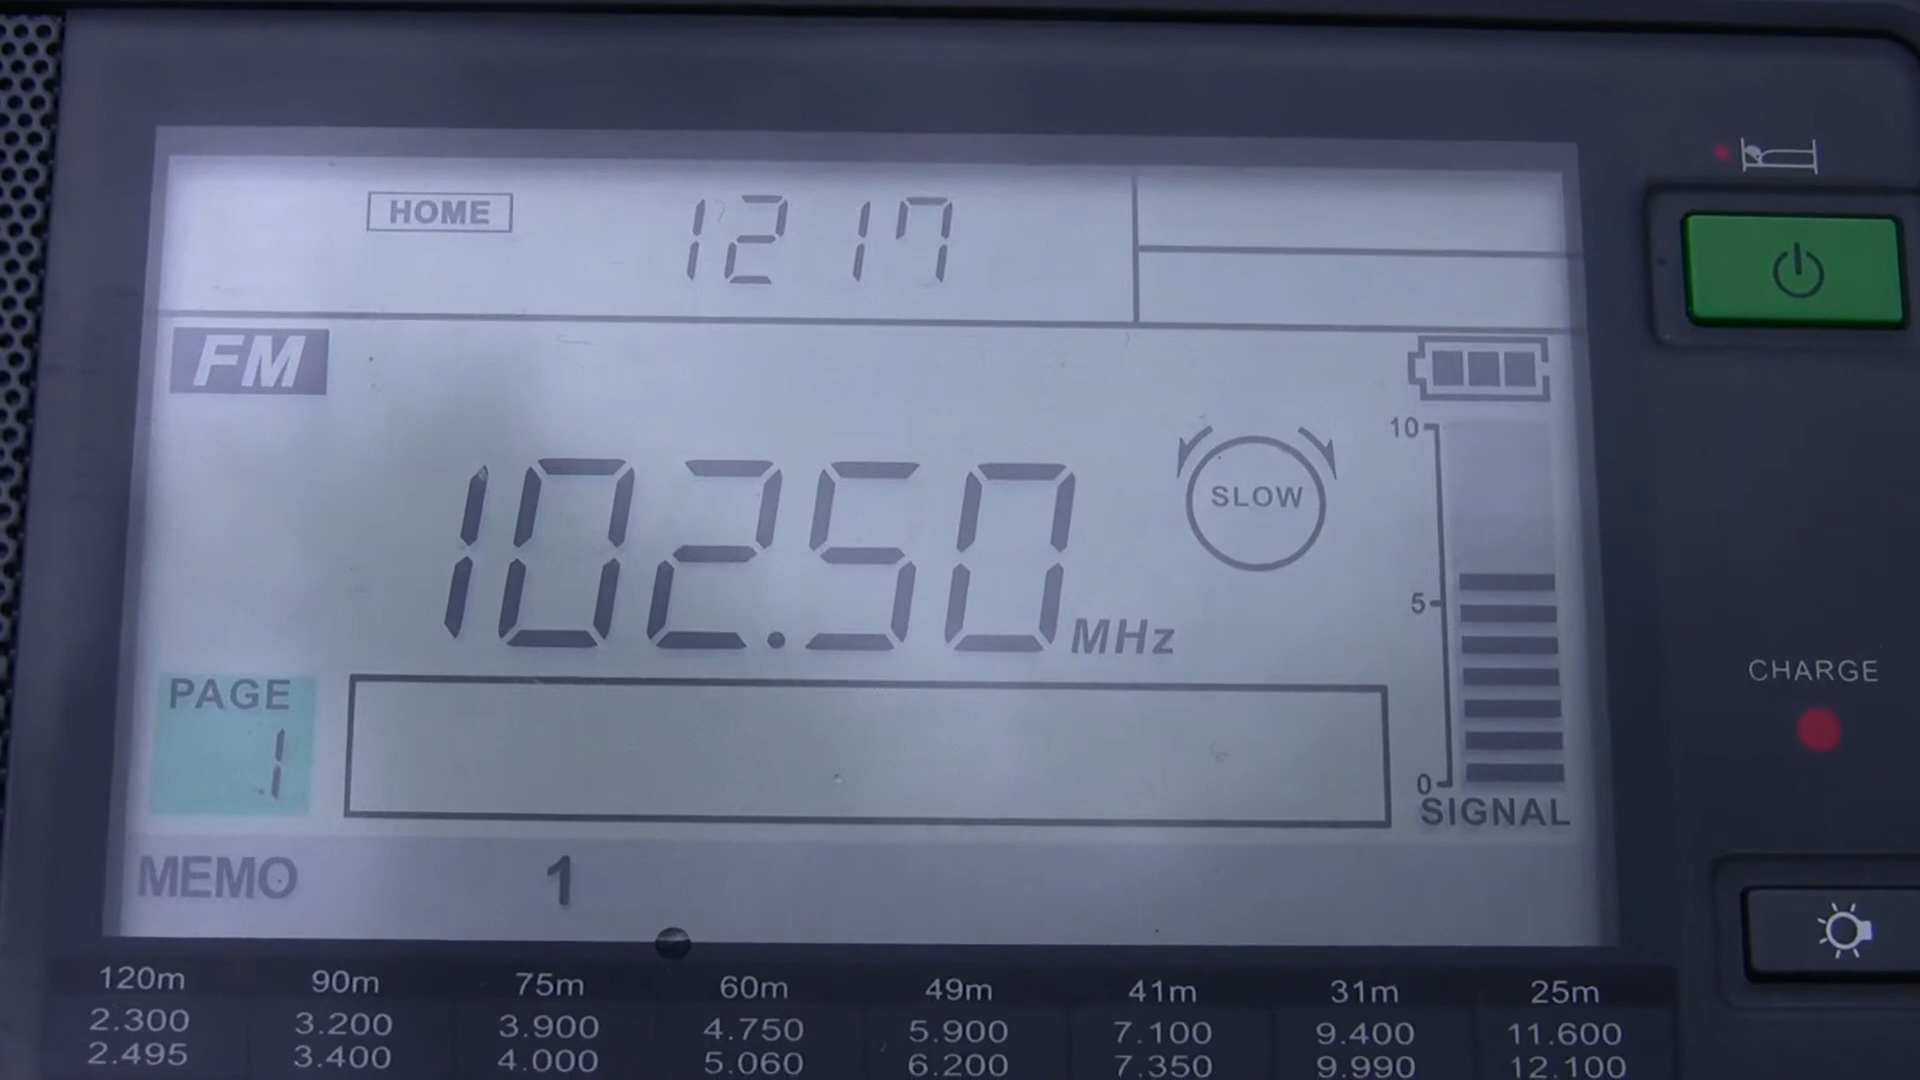 HOME 12 17
FM
10
102.50 MHz
SLOW
5
PAGE
1
0
SIGNAL
CHARGE
MEMO 1
120m 90m 75m 60m 49m 41m 31m 25m
2.300 3.200 3.900 4.750 5.900 7.100 9.400 11.600
2.495 3.400 4.000 5.060 6.200 7.350 9.990 12.100